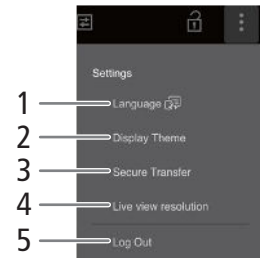 Settings
1 Language
2 Display Theme
3 Secure Transfer
4 Live view resolution
5 Log Out